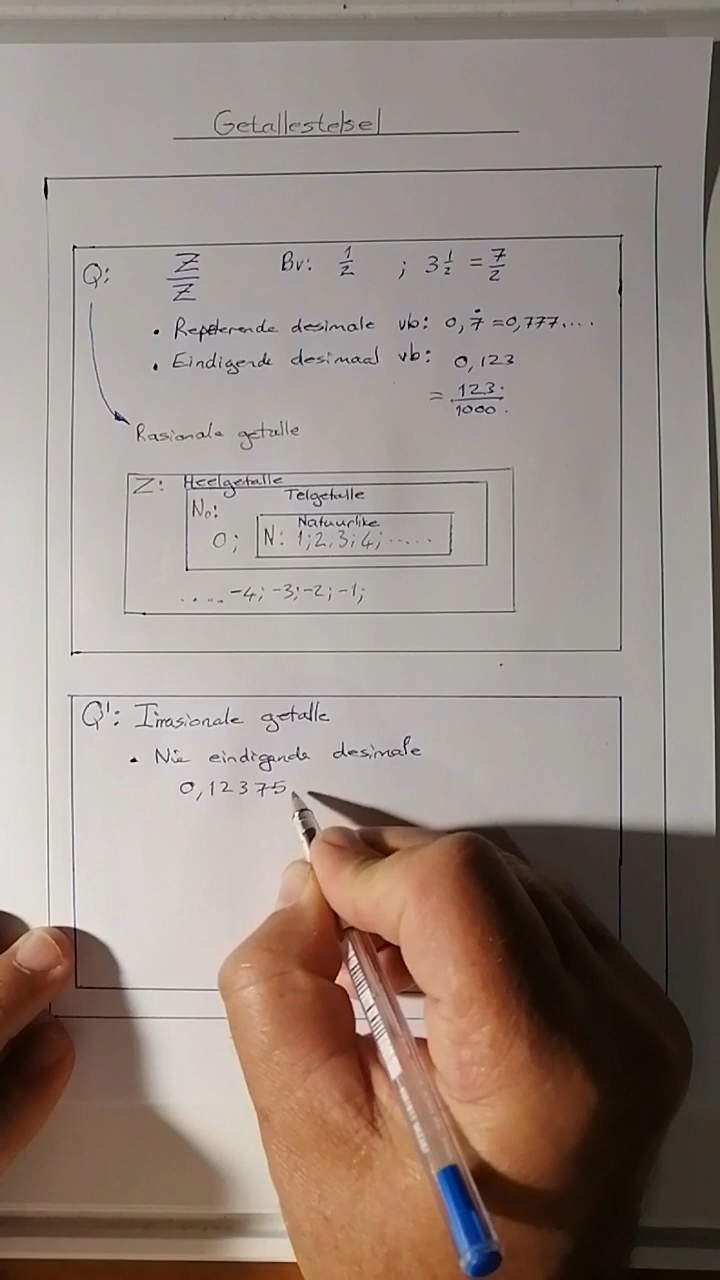 Getallestelsel
Q: Z/Z Bv: 1/2 ; 3 1/2 = 7/2
• Repeterende desimale vb: 0,7̇ = 0,777....
• Eindigende desimaal vb: 0,123
= 123/1000.
Rasionale getalle
Z: Heelgetalle
Telgetalle
N₀:
Natuurlike
0; N: 1;2;3;4;.....
.....-4; -3; -2; -1;
Q': Irrasionale getalle
• Nie eindigende desimale
0,12375